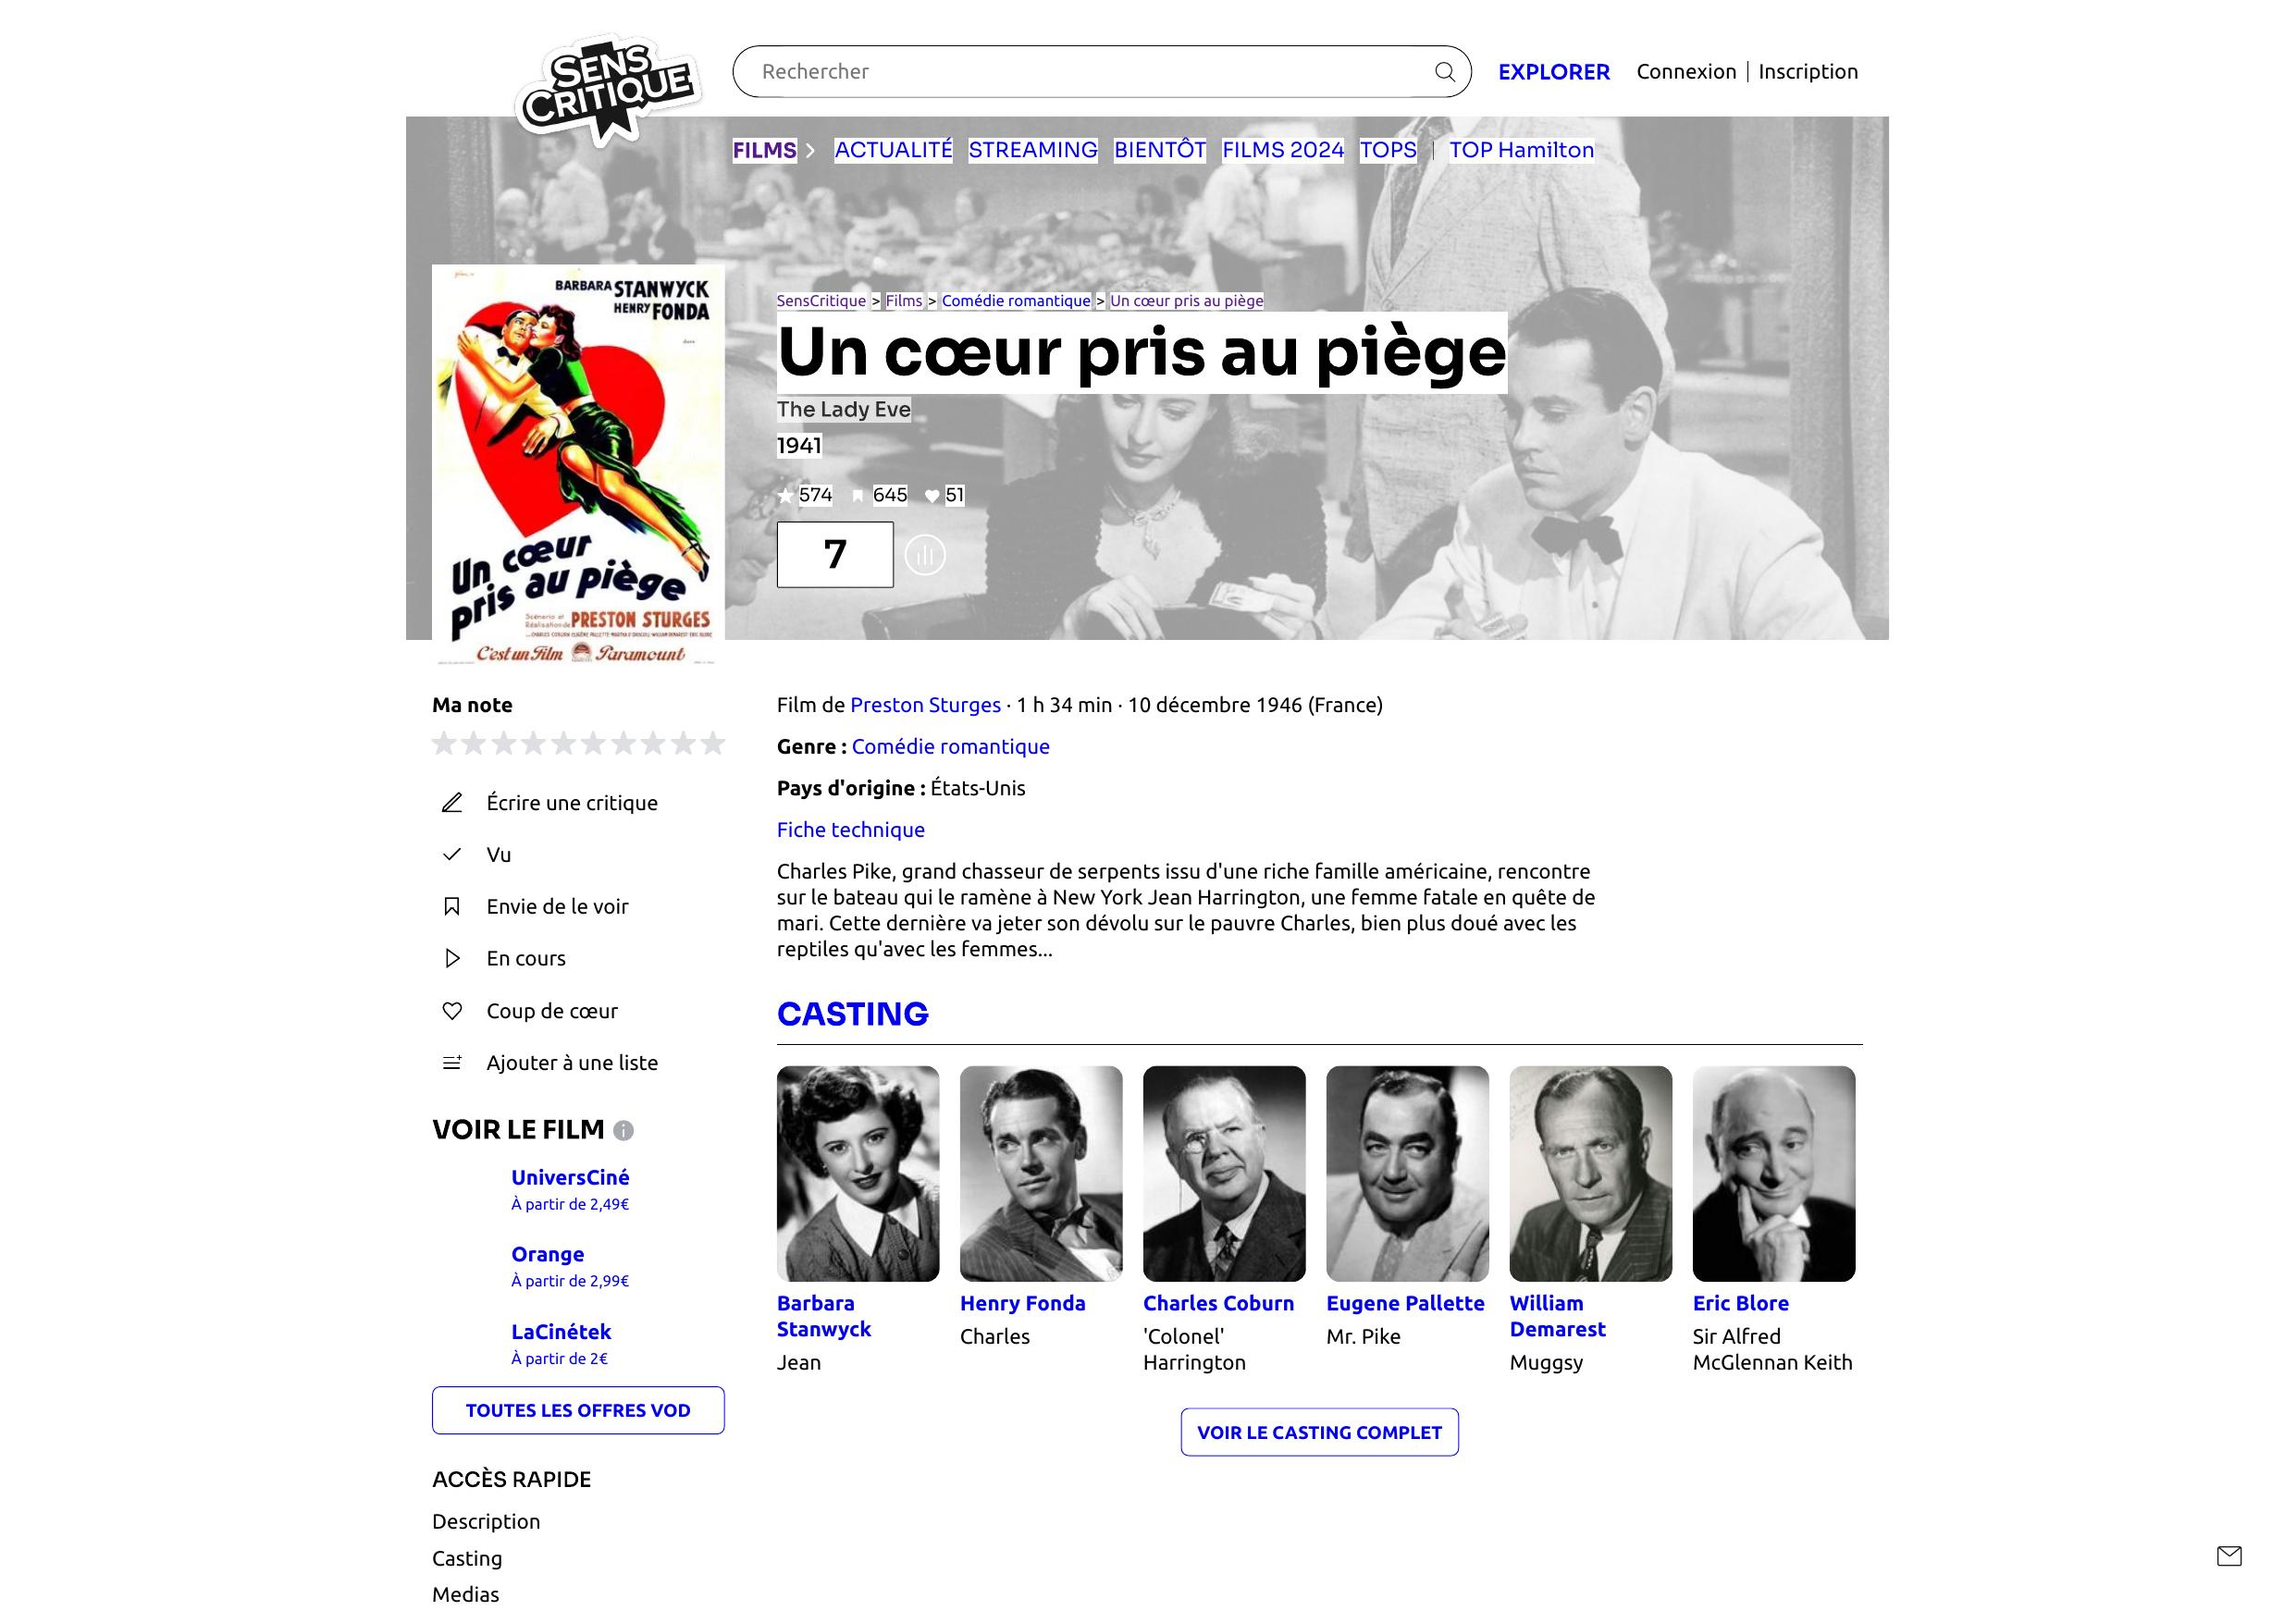 SENS CRITIQUE
Rechercher
EXPLORER
Connexion | Inscription
FILMS
ACTUALITÉ
STREAMING
BIENTÔT
FILMS 2024
TOPS
TOP Hamilton
BARBARA STANWYCK
HENRY FONDA
Un cœur
pris au piège
Scénario et
Réalisation de PRESTON STURGES
C'est un Film Paramount
SensCritique > Films > Comédie romantique > Un cœur pris au piège
Un cœur pris au piège
The Lady Eve
1941
574 645 51
7
Ma note
Écrire une critique
Vu
Envie de le voir
En cours
Coup de cœur
Ajouter à une liste
VOIR LE FILM
UniversCiné
À partir de 2,49€
Orange
À partir de 2,99€
LaCinétek
À partir de 2€
TOUTES LES OFFRES VOD
ACCÈS RAPIDE
Description
Casting
Medias
Film de Preston Sturges · 1 h 34 min · 10 décembre 1946 (France)
Genre : Comédie romantique
Pays d'origine : États-Unis
Fiche technique
Charles Pike, grand chasseur de serpents issu d'une riche famille américaine, rencontre
sur le bateau qui le ramène à New York Jean Harrington, une femme fatale en quête de
mari. Cette dernière va jeter son dévolu sur le pauvre Charles, bien plus doué avec les
reptiles qu'avec les femmes...
CASTING
Barbara
Stanwyck
Jean
Henry Fonda
Charles
Charles Coburn
'Colonel'
Harrington
Eugene Pallette
Mr. Pike
William
Demarest
Muggsy
Eric Blore
Sir Alfred
McGlennan Keith
VOIR LE CASTING COMPLET